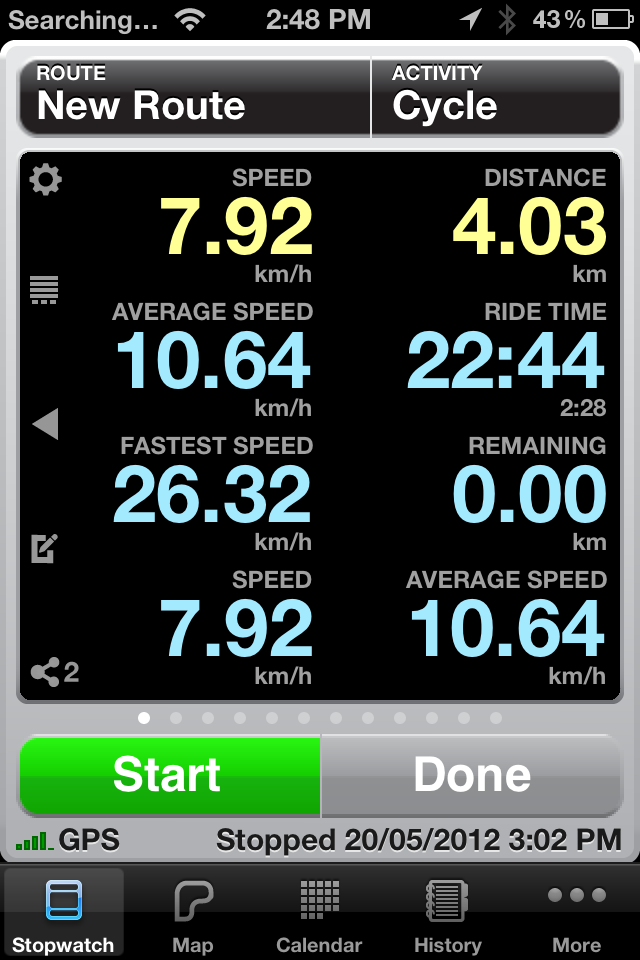 Searching... 2:48 PM 43%
ROUTE ACTIVITY
New Route Cycle
SPEED DISTANCE
7.92 4.03
km/h km
AVERAGE SPEED RIDE TIME
10.64 22:44
km/h 2:28
FASTEST SPEED REMAINING
26.32 0.00
km/h km
SPEED AVERAGE SPEED
7.92 10.64
2 km/h km/h
Start Done
GPS Stopped 20/05/2012 3:02 PM
Stopwatch Map Calendar History More